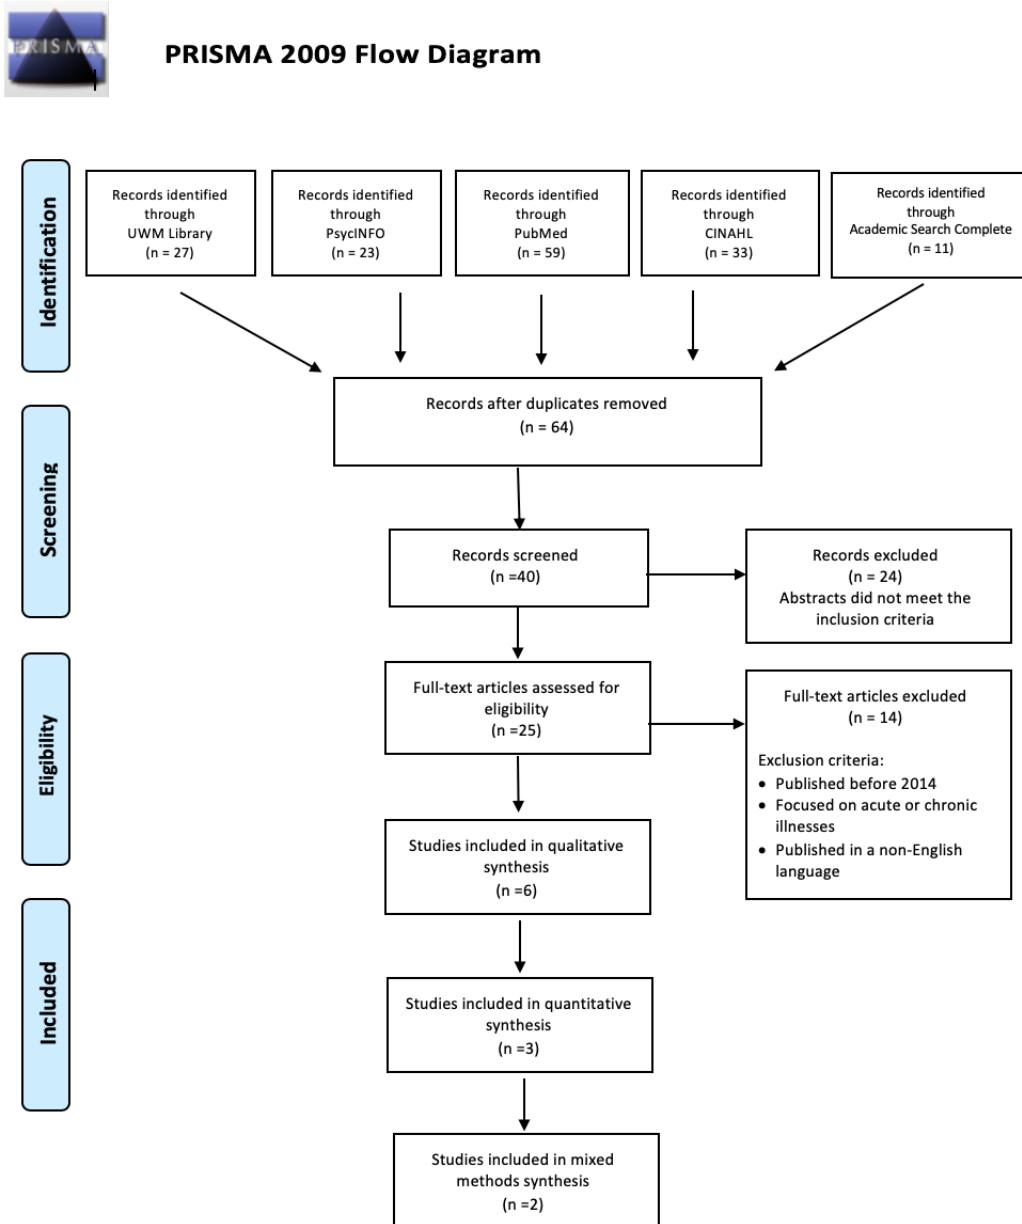 PRISMA
PRISMA 2009 Flow Diagram
Identification
Records identified
through
UWM Library
(n = 27)
Records identified
through
PsycINFO
(n = 23)
Records identified
through
PubMed
(n = 59)
Records identified
through
CINAHL
(n = 33)
Records identified
through
Academic Search Complete
(n = 11)
Records after duplicates removed
(n = 64)
Screening
Records screened
(n =40)
Records excluded
(n = 24)
Abstracts did not meet the
inclusion criteria
Eligibility
Full-text articles assessed for
eligibility
(n =25)
Full-text articles excluded
(n = 14)
Exclusion criteria:
• Published before 2014
• Focused on acute or chronic
illnesses
• Published in a non-English
language
Studies included in qualitative
synthesis
(n =6)
Included
Studies included in quantitative
synthesis
(n =3)
Studies included in mixed
methods synthesis
(n =2)